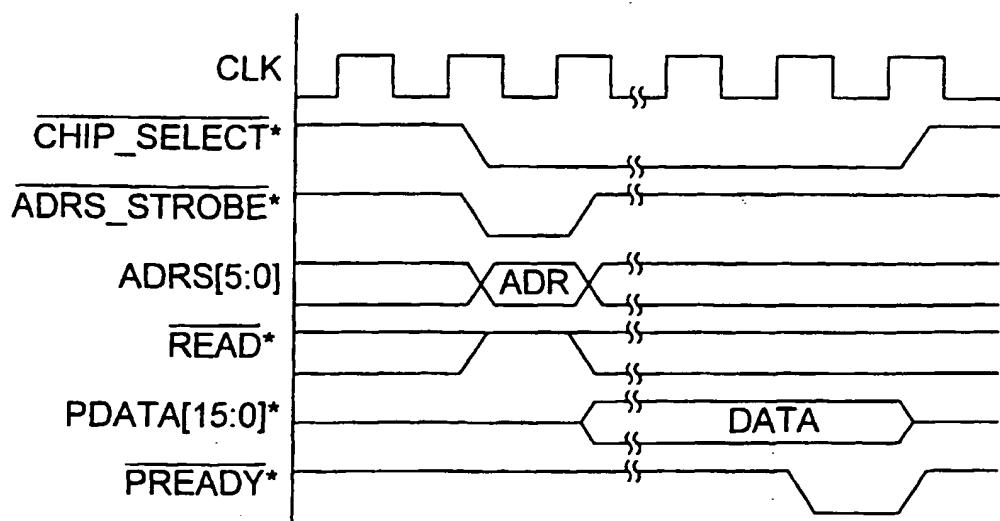 CLK
CHIP_SELECT*
ADRS_STROBE*
ADRS[5:0]
ADR
READ*
PDATA[15:0]*
DATA
PREADY*